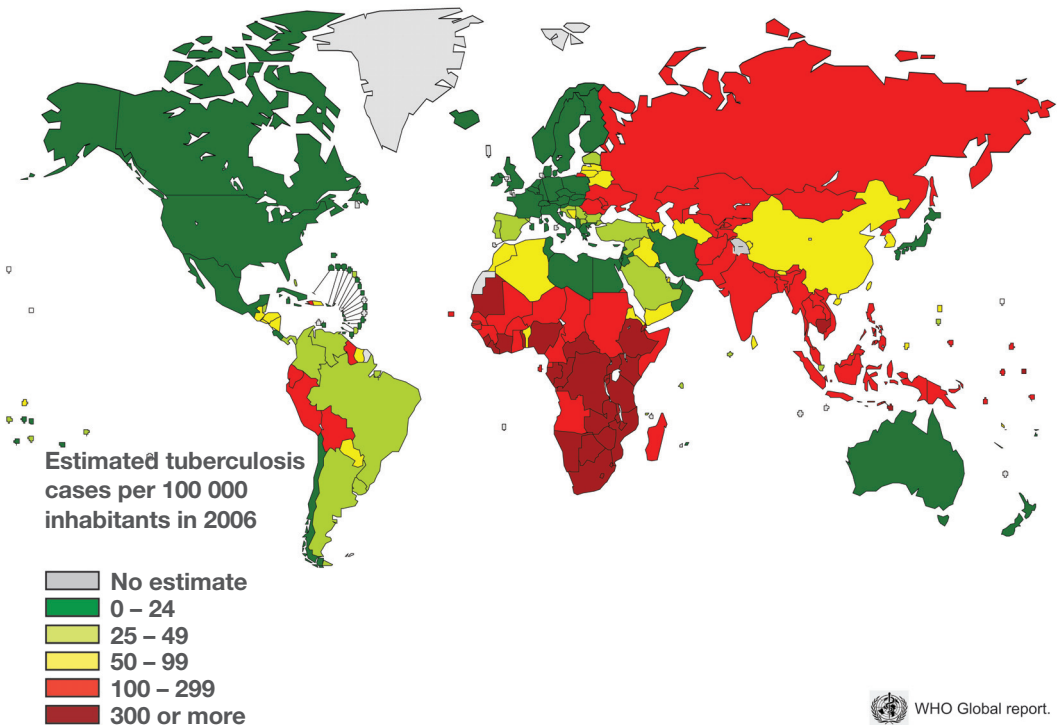 Estimated tuberculosis
cases per 100 000
inhabitants in 2006
No estimate
0 – 24
25 – 49
50 – 99
100 – 299
300 or more
WHO Global report.